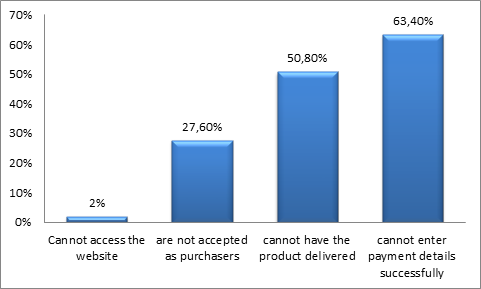 70%
60%
50%
40%
30%
20%
10%
0%
2%
27,60%
50,80%
63,40%
Cannot access the
website
are not accepted
as purchasers
cannot have the
product delivered
cannot enter
payment details
successfully